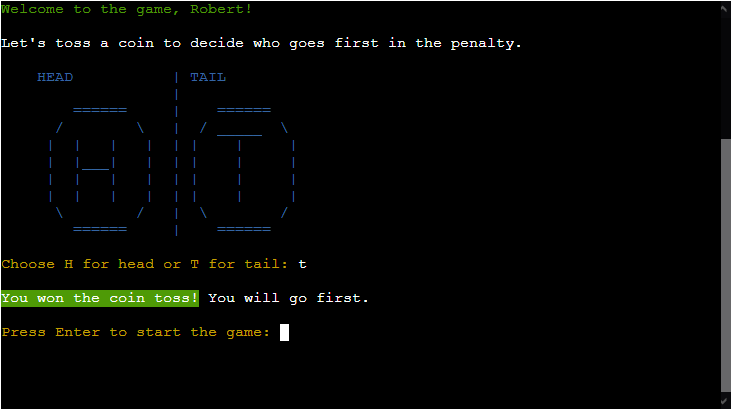 Welcome to the game, Robert!
Let's toss a coin to decide who goes first in the penalty.
HEAD | TAIL
Choose H for head or T for tail: t
You won the coin toss! You will go first.
Press Enter to start the game: